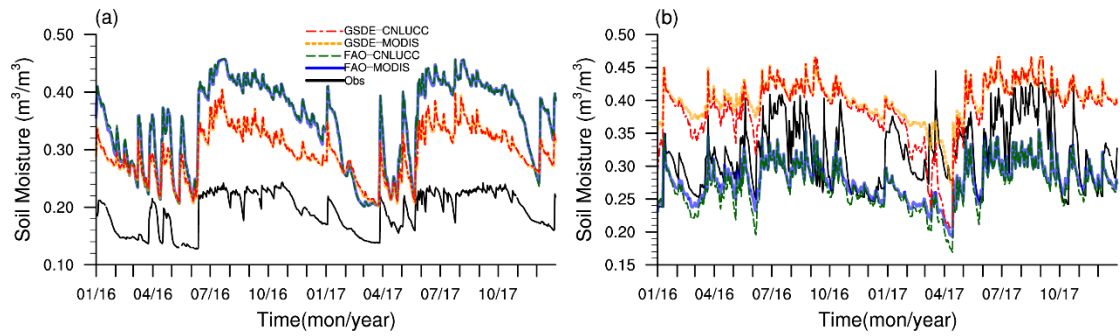 (a)
0.50
0.40
0.30
0.20
0.10
Soil Moisture (m³/m³)
GSDE-CNLUCC
GSDE-MODIS
FAO-CNLUCC
FAO-MODIS
Obs
01/16 04/16 07/16 10/16 01/17 04/17 07/17 10/17
Time(mon/year)
(b)
0.50
0.45
0.40
0.35
0.30
0.25
0.20
0.15
Soil Moisture (m³/m³)
01/16 04/16 07/16 10/16 01/17 04/17 07/17 10/17
Time(mon/year)